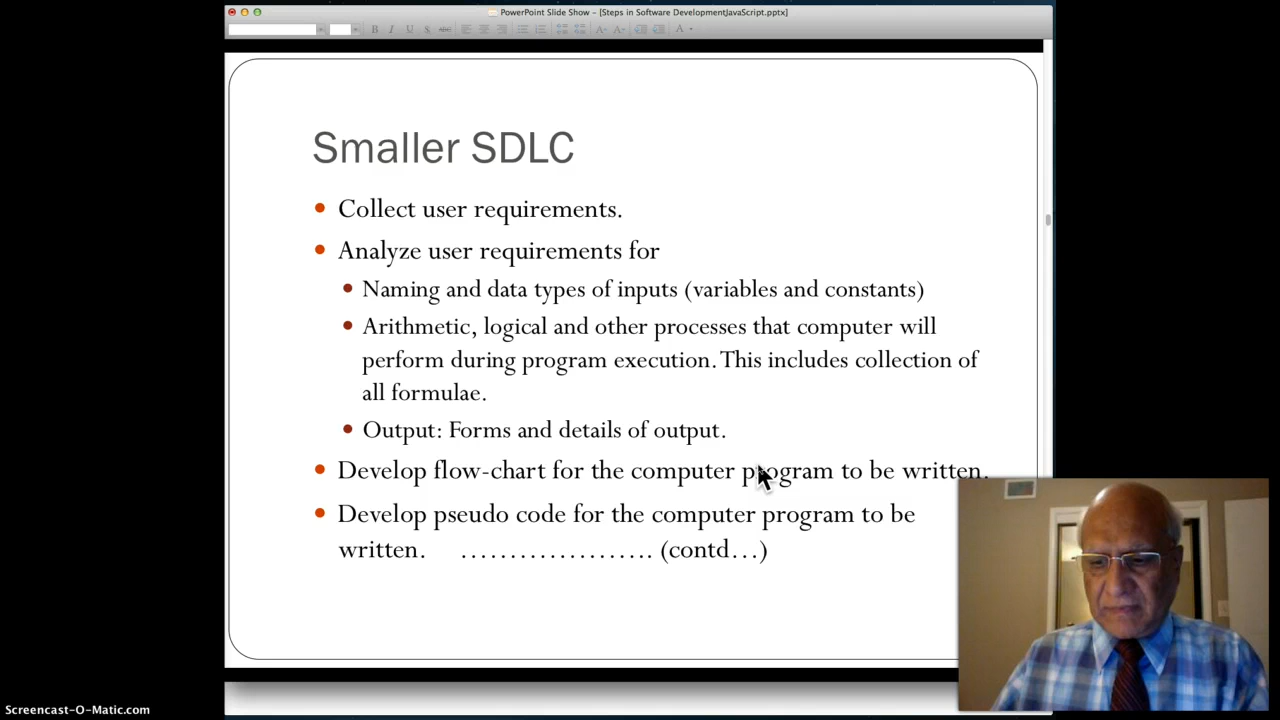 PowerPoint Slide Show – [Steps in Software DevelopmentJavaScript.pptx]
B I U S ABC A A A
Smaller SDLC
• Collect user requirements.
• Analyze user requirements for
• Naming and data types of inputs (variables and constants)
• Arithmetic, logical and other processes that computer will
perform during program execution. This includes collection of
all formulae.
• Output: Forms and details of output.
• Develop flow-chart for the computer program to be written.
• Develop pseudo code for the computer program to be
written. …………………. (contd…)
Screencast-O-Matic.com